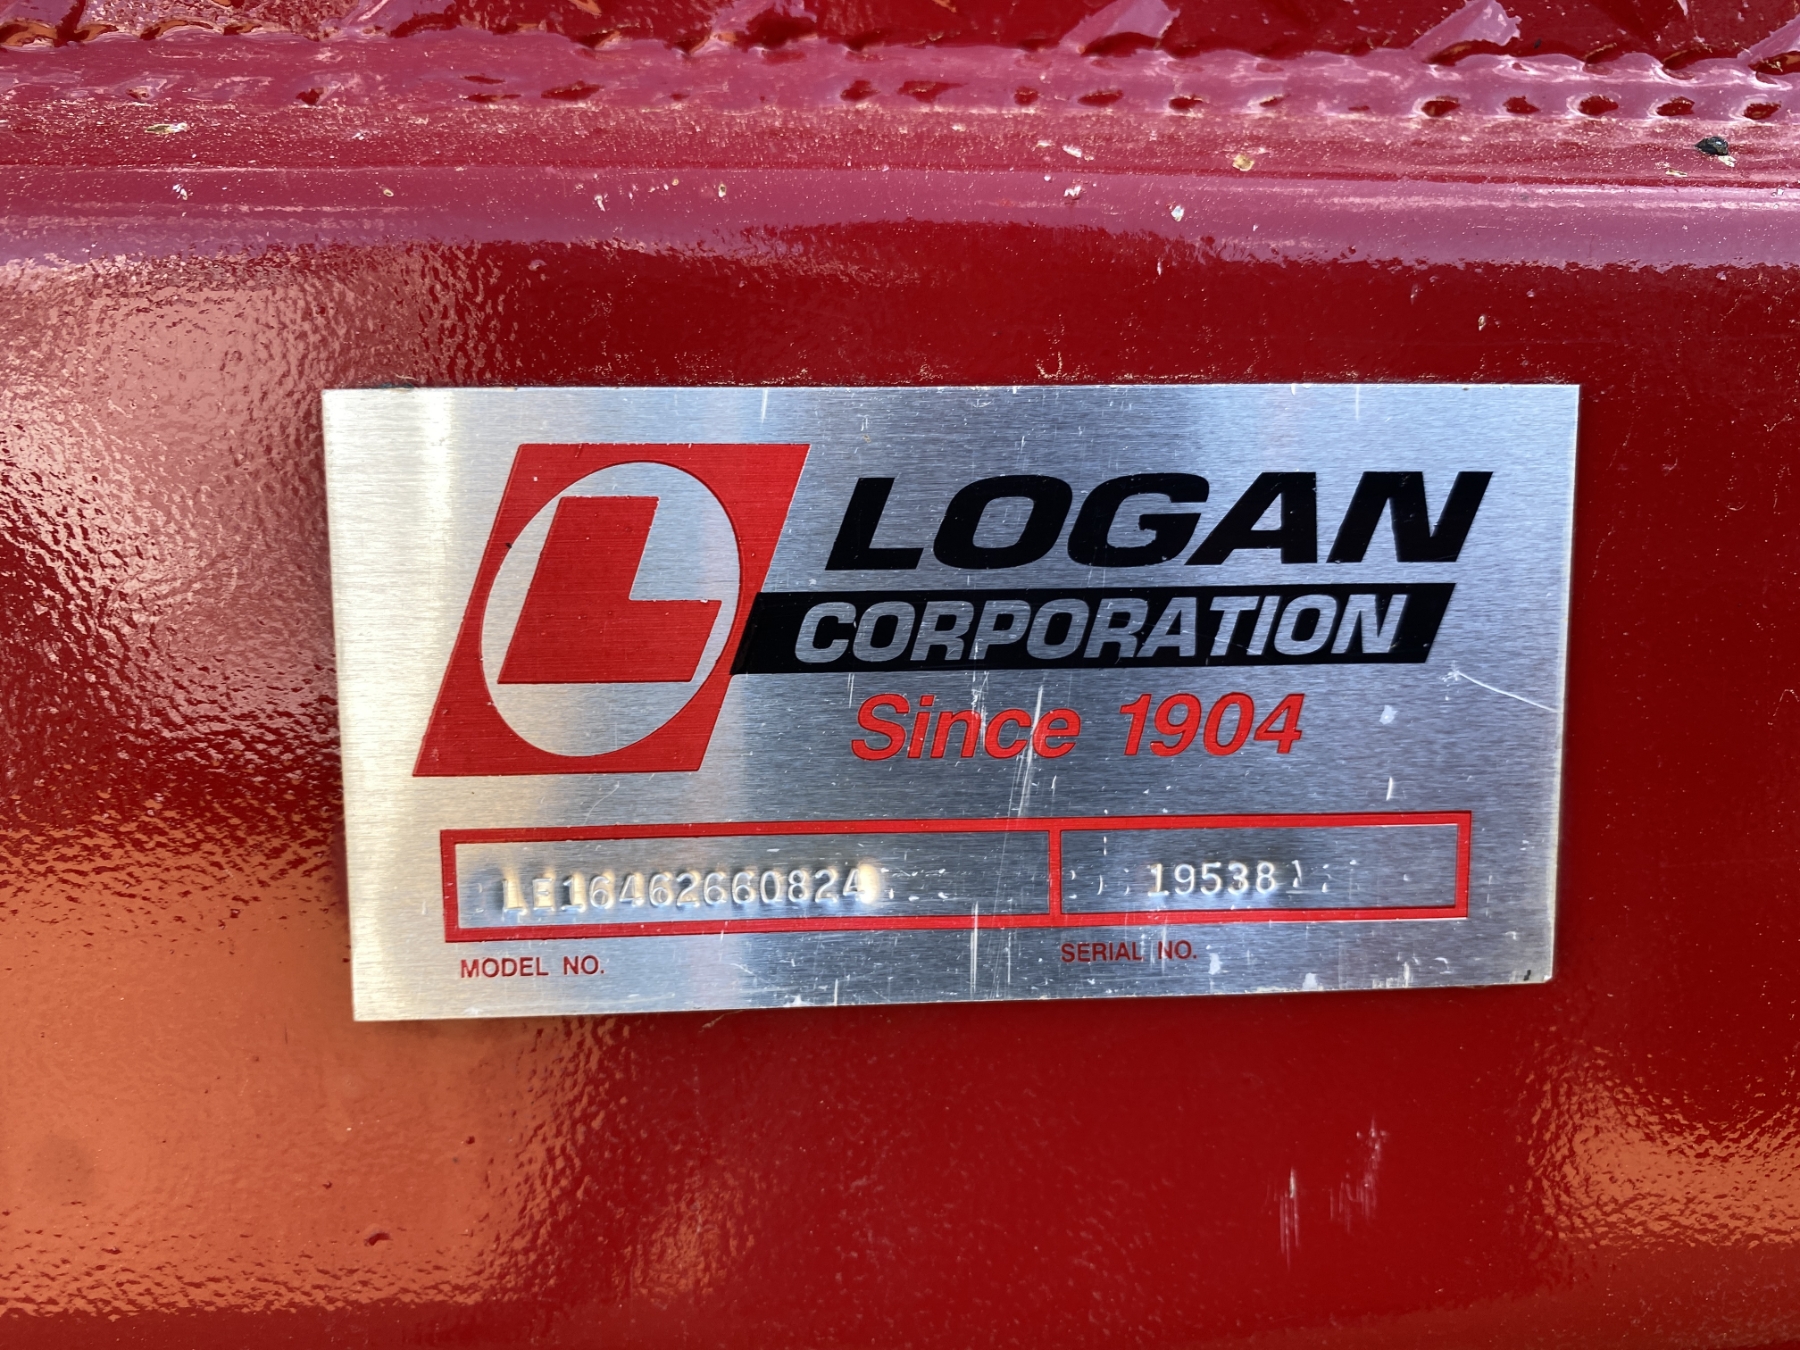 L
LOGAN
CORPORATION
Since 1904
LE16462660824 19538
MODEL NO. SERIAL NO.